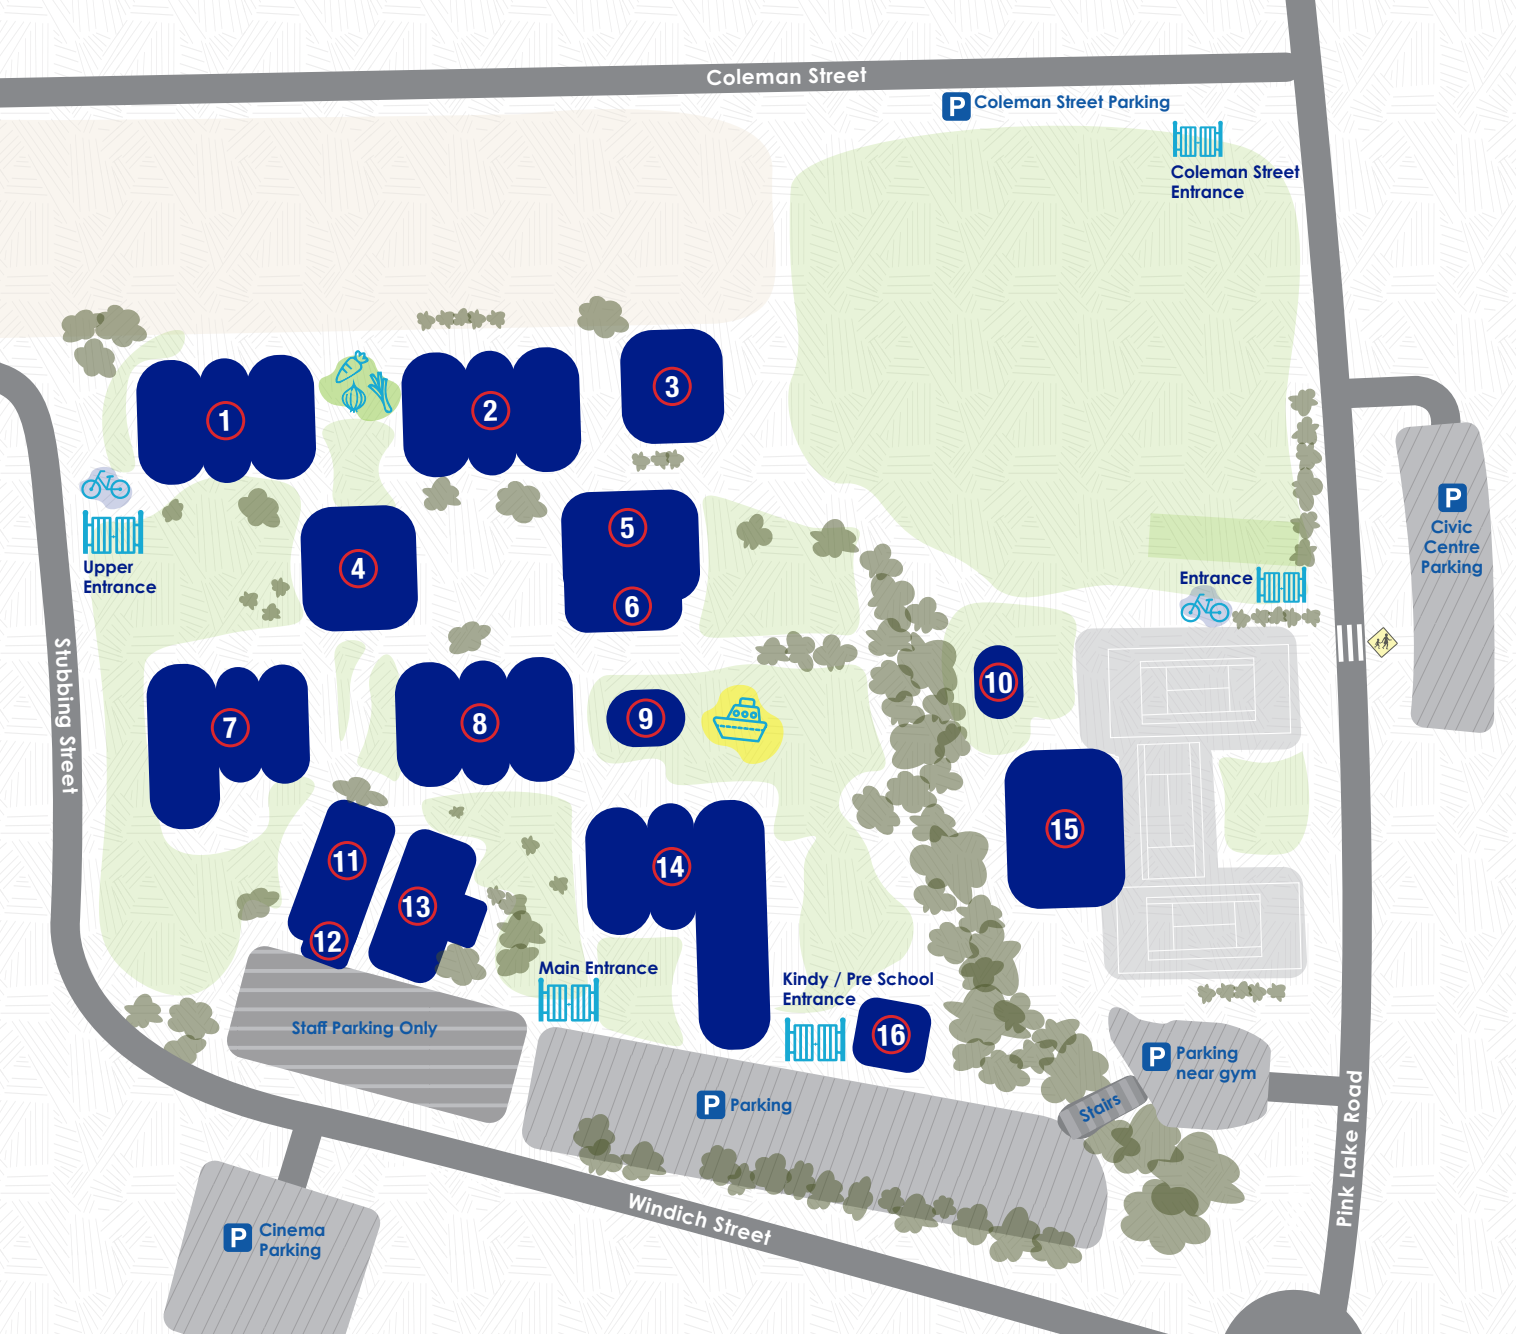 Coleman Street
P Coleman Street Parking
Coleman Street
Entrance
1
2
3
4
5
6
Upper
Entrance
P
Civic
Centre
Parking
Entrance
Stubbing Street
7
8
9
10
11
12
13
14
15
16
Main Entrance
Kindy / Pre School
Entrance
Staff Parking Only
P Parking
P Parking
near gym
Stairs
Pink Lake Road
Windich Street
P Cinema
Parking